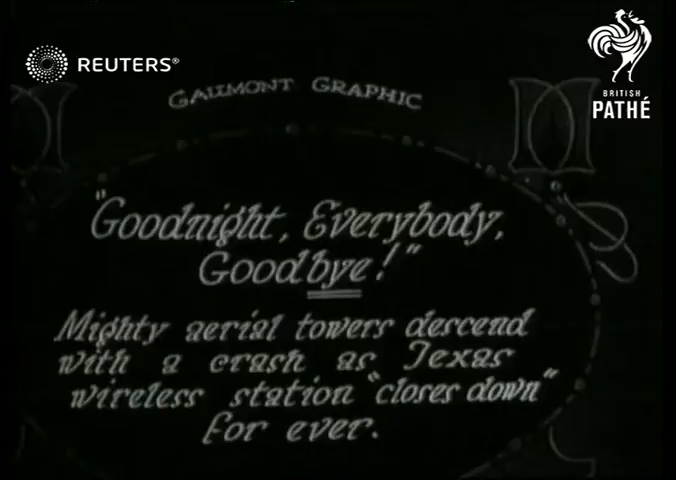 REUTERS®
BRITISH
PATHÉ
GAUMONT GRAPHIC
"Goodnight, Everybody,
Goodbye!"
Mighty aerial towers descend
with a crash as Texas
wireless station "closes down"
for ever.